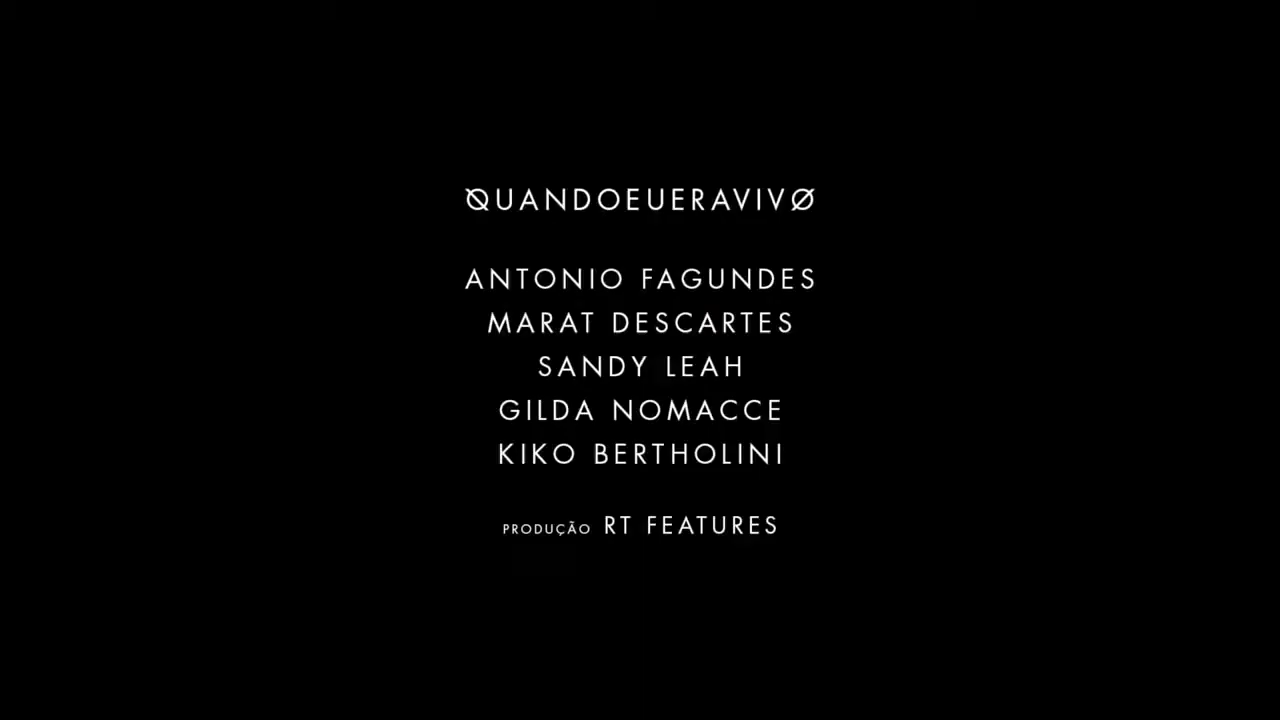 QUANDOEUERAVIVØ
ANTONIO FAGUNDES
MARAT DESCARTES
SANDY LEAH
GILDA NOMACCE
KIKO BERTHOLINI
PRODUÇÃO RT FEATURES